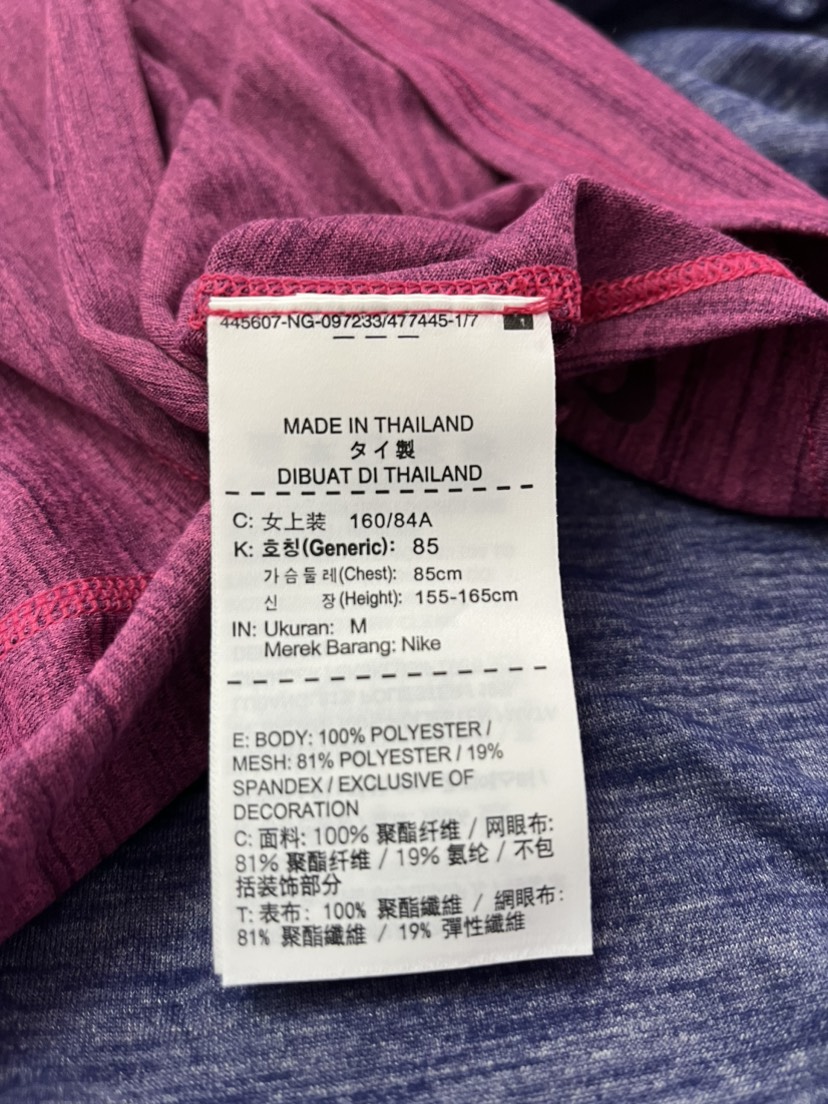 445607-NG-097233/477445-1/7 1
MADE IN THAILAND
タイ製
DIBUAT DI THAILAND
C: 女上装 160/84A
K: 호칭(Generic): 85
가슴둘레(Chest): 85cm
신 장(Height): 155-165cm
IN: Ukuran: M
Merek Barang: Nike
E: BODY: 100% POLYESTER /
MESH: 81% POLYESTER / 19%
SPANDEX / EXCLUSIVE OF
DECORATION
C: 面料: 100% 聚酯纤维 / 网眼布:
81% 聚酯纤维 / 19% 氨纶 / 不包
括装饰部分
T: 表布: 100% 聚酯纖維 / 網眼布:
81% 聚酯纖維 / 19% 彈性纖維